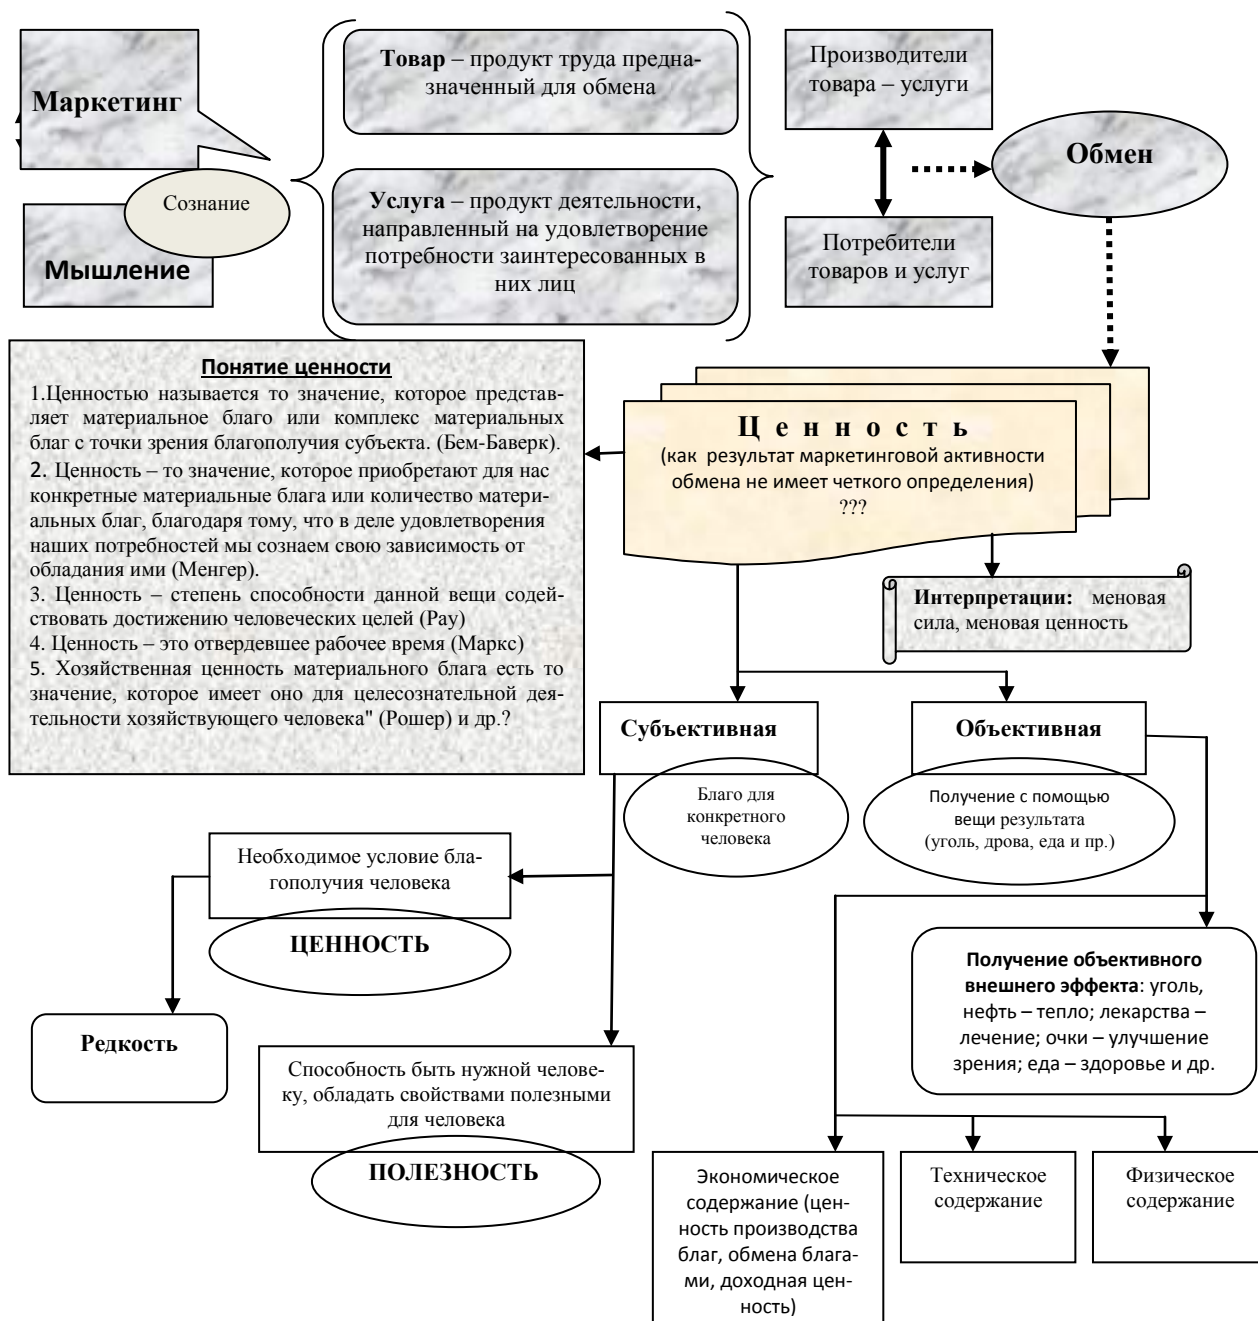 Маркетинг
Сознание
Мышление
Товар – продукт труда предна-
значенный для обмена
Услуга – продукт деятельности,
направленный на удовлетворение
потребности заинтересованных в
них лиц
Производители
товара – услуги
Потребители
товаров и услуг
Обмен
Понятие ценности
1.Ценностью называется то значение, которое представ-
ляет материальное благо или комплекс материальных
благ с точки зрения благополучия субъекта. (Бем-Баверк).
2. Ценность – то значение, которое приобретают для нас
конкретные материальные блага или количество матери-
альных благ, благодаря тому, что в деле удовлетворения
наших потребностей мы сознаем свою зависимость от
обладания ими (Менгер).
3. Ценность – степень способности данной вещи содей-
ствовать достижению человеческих целей (Рау)
4. Ценность – это отвердевшее рабочее время (Маркс)
5. Хозяйственная ценность материального блага есть то
значение, которое имеет оно для целесознательной дея-
тельности хозяйствующего человека" (Рошер) и др.?
Ценность
(как результат маркетинговой активности
обмена не имеет четкого определения)
???
Интерпретации: меновая
сила, меновая ценность
Субъективная
Благо для
конкретного
человека
Объективная
Получение с помощью
вещи результата
(уголь, дрова, еда и пр.)
Необходимое условие бла-
гополучия человека
ЦЕННОСТЬ
Редкость
Способность быть нужной челове-
ку, обладать свойствами полезными
для человека
ПОЛЕЗНОСТЬ
Получение объективного
внешнего эффекта: уголь,
нефть – тепло; лекарства –
лечение; очки – улучшение
зрения; еда – здоровье и др.
Экономическое
содержание (цен-
ность производства
благ, обмена блага-
ми, доходная цен-
ность)
Техническое
содержание
Физическое
содержание